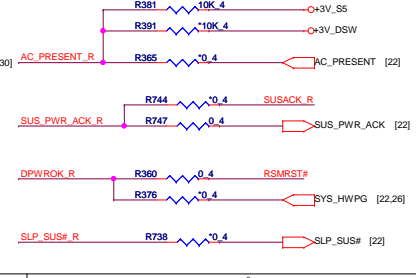 R381 10K_4 +3V_S5
R391 *10K_4 +3V_DSW
30] AC_PRESENT_R R365 *0_4 AC_PRESENT [22]
R744 *0_4 SUSACK_R
SUS_PWR_ACK_R R747 0_4 SUS_PWR_ACK [22]
DPWROK_R R360 0_4 RSMRST#
R376 *0_4 SYS_HWPG [22,26]
SLP_SUS#_R R738 *0_4 SLP_SUS# [22]